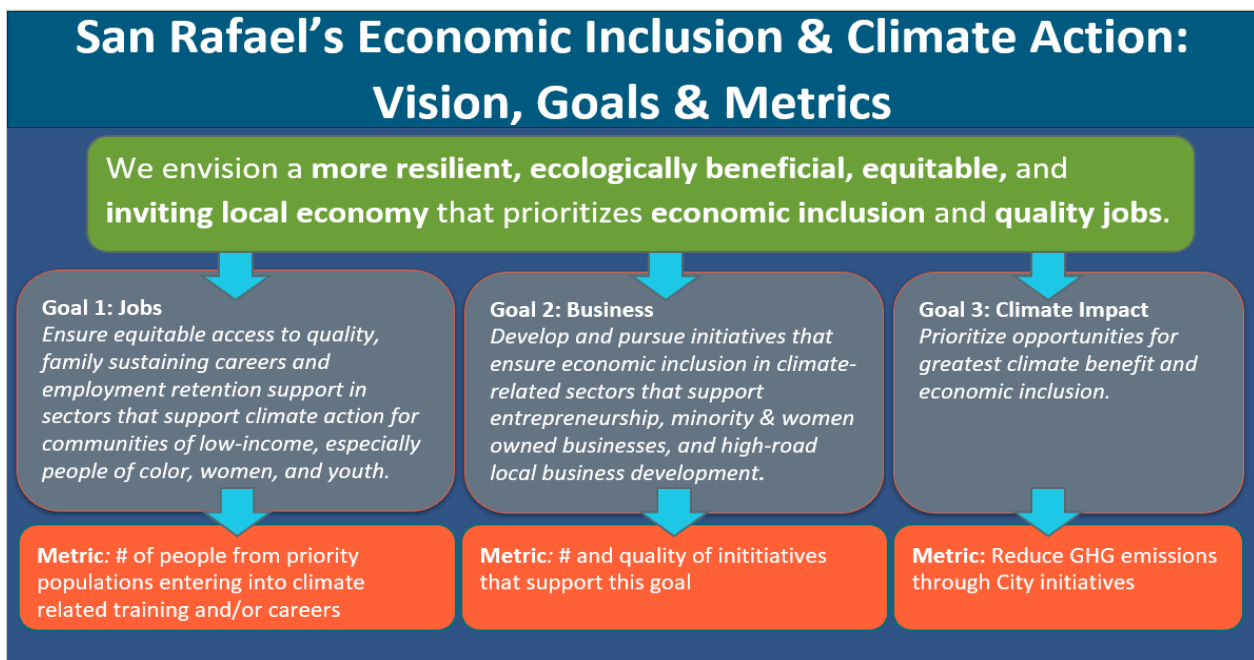 San Rafael’s Economic Inclusion & Climate Action:
Vision, Goals & Metrics
We envision a more resilient, ecologically beneficial, equitable, and
inviting local economy that prioritizes economic inclusion and quality jobs.
Goal 1: Jobs
Ensure equitable access to quality,
family sustaining careers and
employment retention support in
sectors that support climate action for
communities of low-income, especially
people of color, women, and youth.
Goal 2: Business
Develop and pursue initiatives that
ensure economic inclusion in climate-
related sectors that support
entrepreneurship, minority & women
owned businesses, and high-road
local business development.
Goal 3: Climate Impact
Prioritize opportunities for
greatest climate benefit and
economic inclusion.
Metric: # of people from priority
populations entering into climate
related training and/or careers
Metric: # and quality of inititiatives
that support this goal
Metric: Reduce GHG emissions
through City initiatives